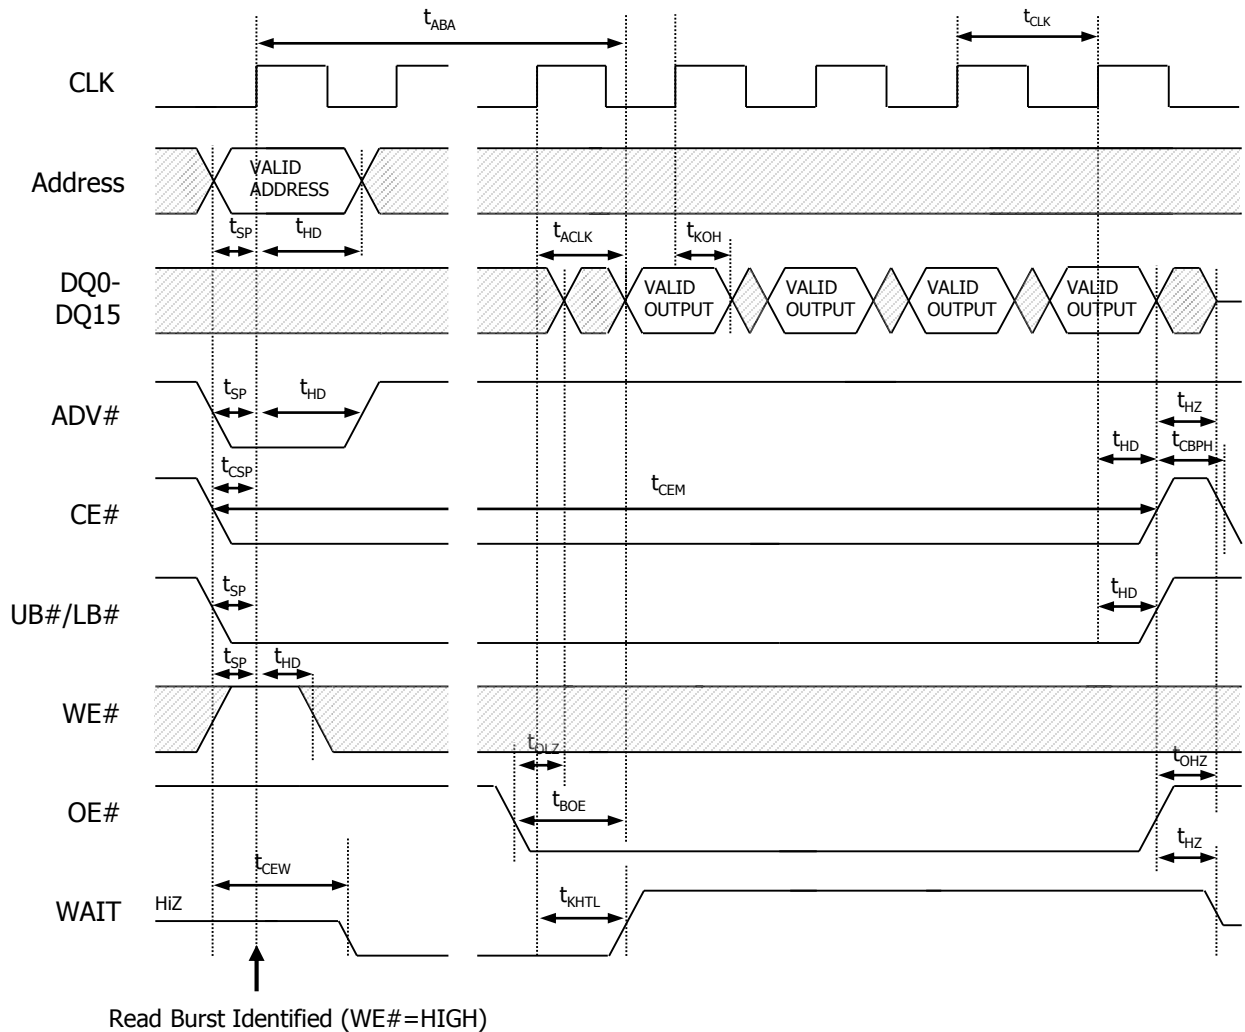 tABA
tCLK
CLK
Address
VALID ADDRESS
tSP
tHD
tACLK
tKOH
DQ0-
DQ15
VALID OUTPUT
VALID OUTPUT
VALID OUTPUT
VALID OUTPUT
ADV#
tSP
tHD
tHZ
tHD
tCBPH
CE#
tCSP
tCEM
UB#/LB#
tSP
tHD
tSP
tHD
WE#
tOLZ
tOHZ
OE#
tBOE
tHZ
tCEW
WAIT
HiZ
tKHTL
Read Burst Identified (WE#=HIGH)